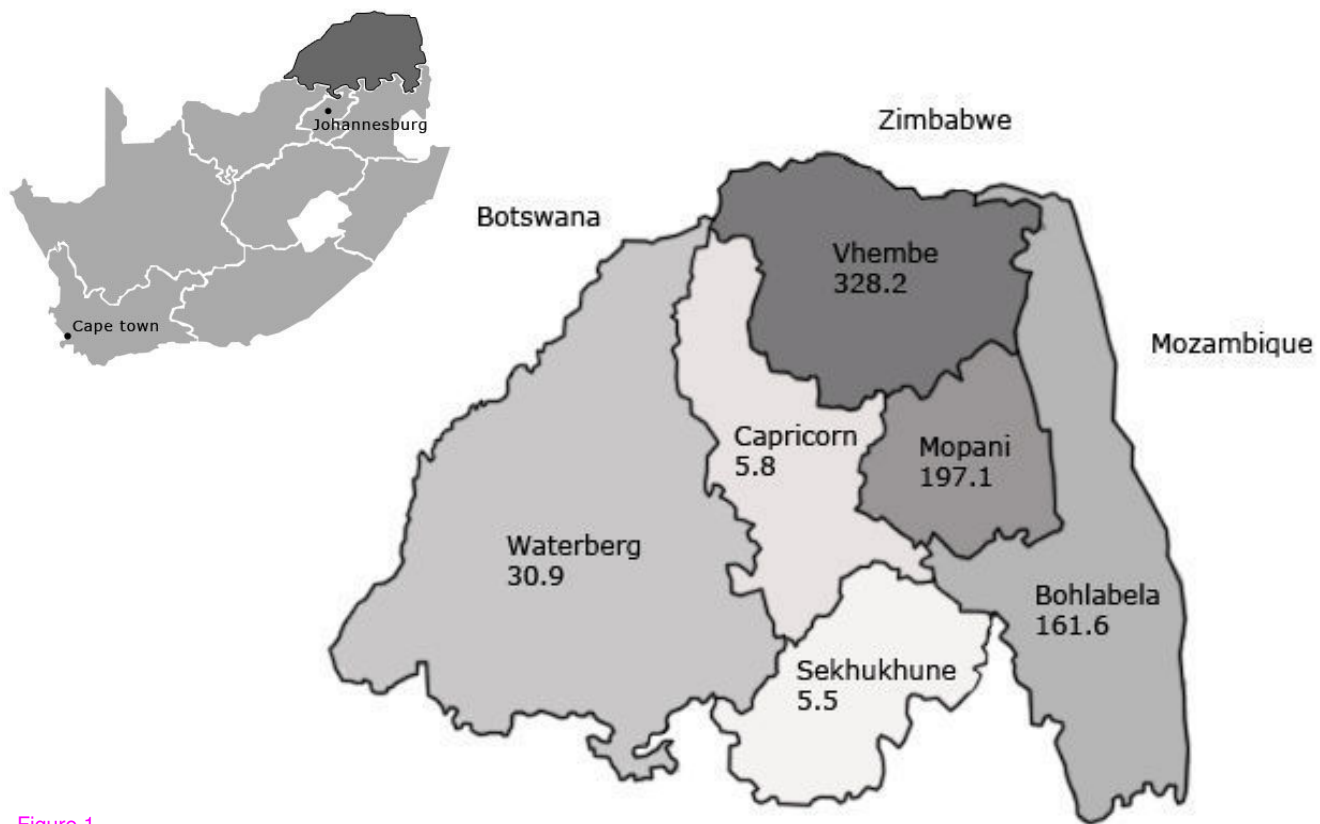 Johannesburg
Cape town
Zimbabwe
Botswana
Mozambique
Vhembe
328.2
Capricorn
5.8
Mopani
197.1
Waterberg
30.9
Bohlabela
161.6
Sekhukhune
5.5
Figure 1